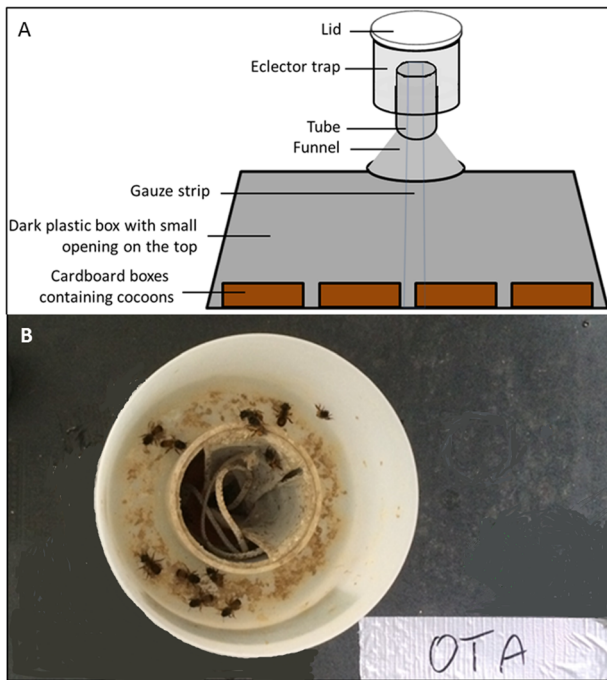 A
Lid
Eclector trap
Tube
Funnel
Gauze strip
Dark plastic box with small
opening on the top
Cardboard boxes
containing cocoons
B
OTA